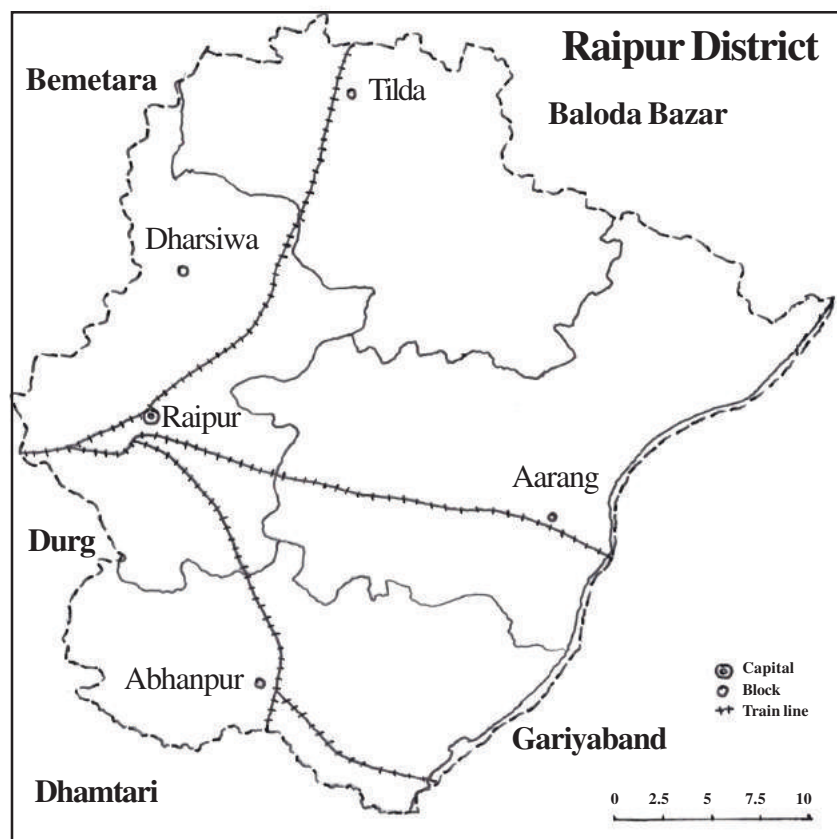 Raipur District
Bemetara
Tilda
Baloda Bazar
Dharsiwa
Raipur
Aarang
Durg
Abhanpur
Capital
Block
Train line
Gariyaband
Dhamtari
0 2.5 5 7.5 10